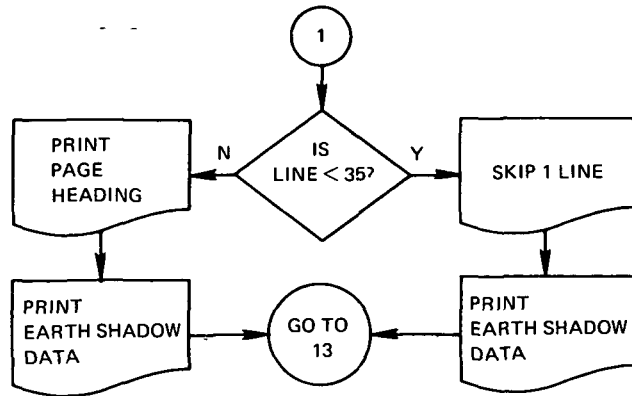 1
IS
LINE < 35?
N
Y
PRINT
PAGE
HEADING
SKIP 1 LINE
PRINT
EARTH SHADOW
DATA
GO TO
13
PRINT
EARTH SHADOW
DATA